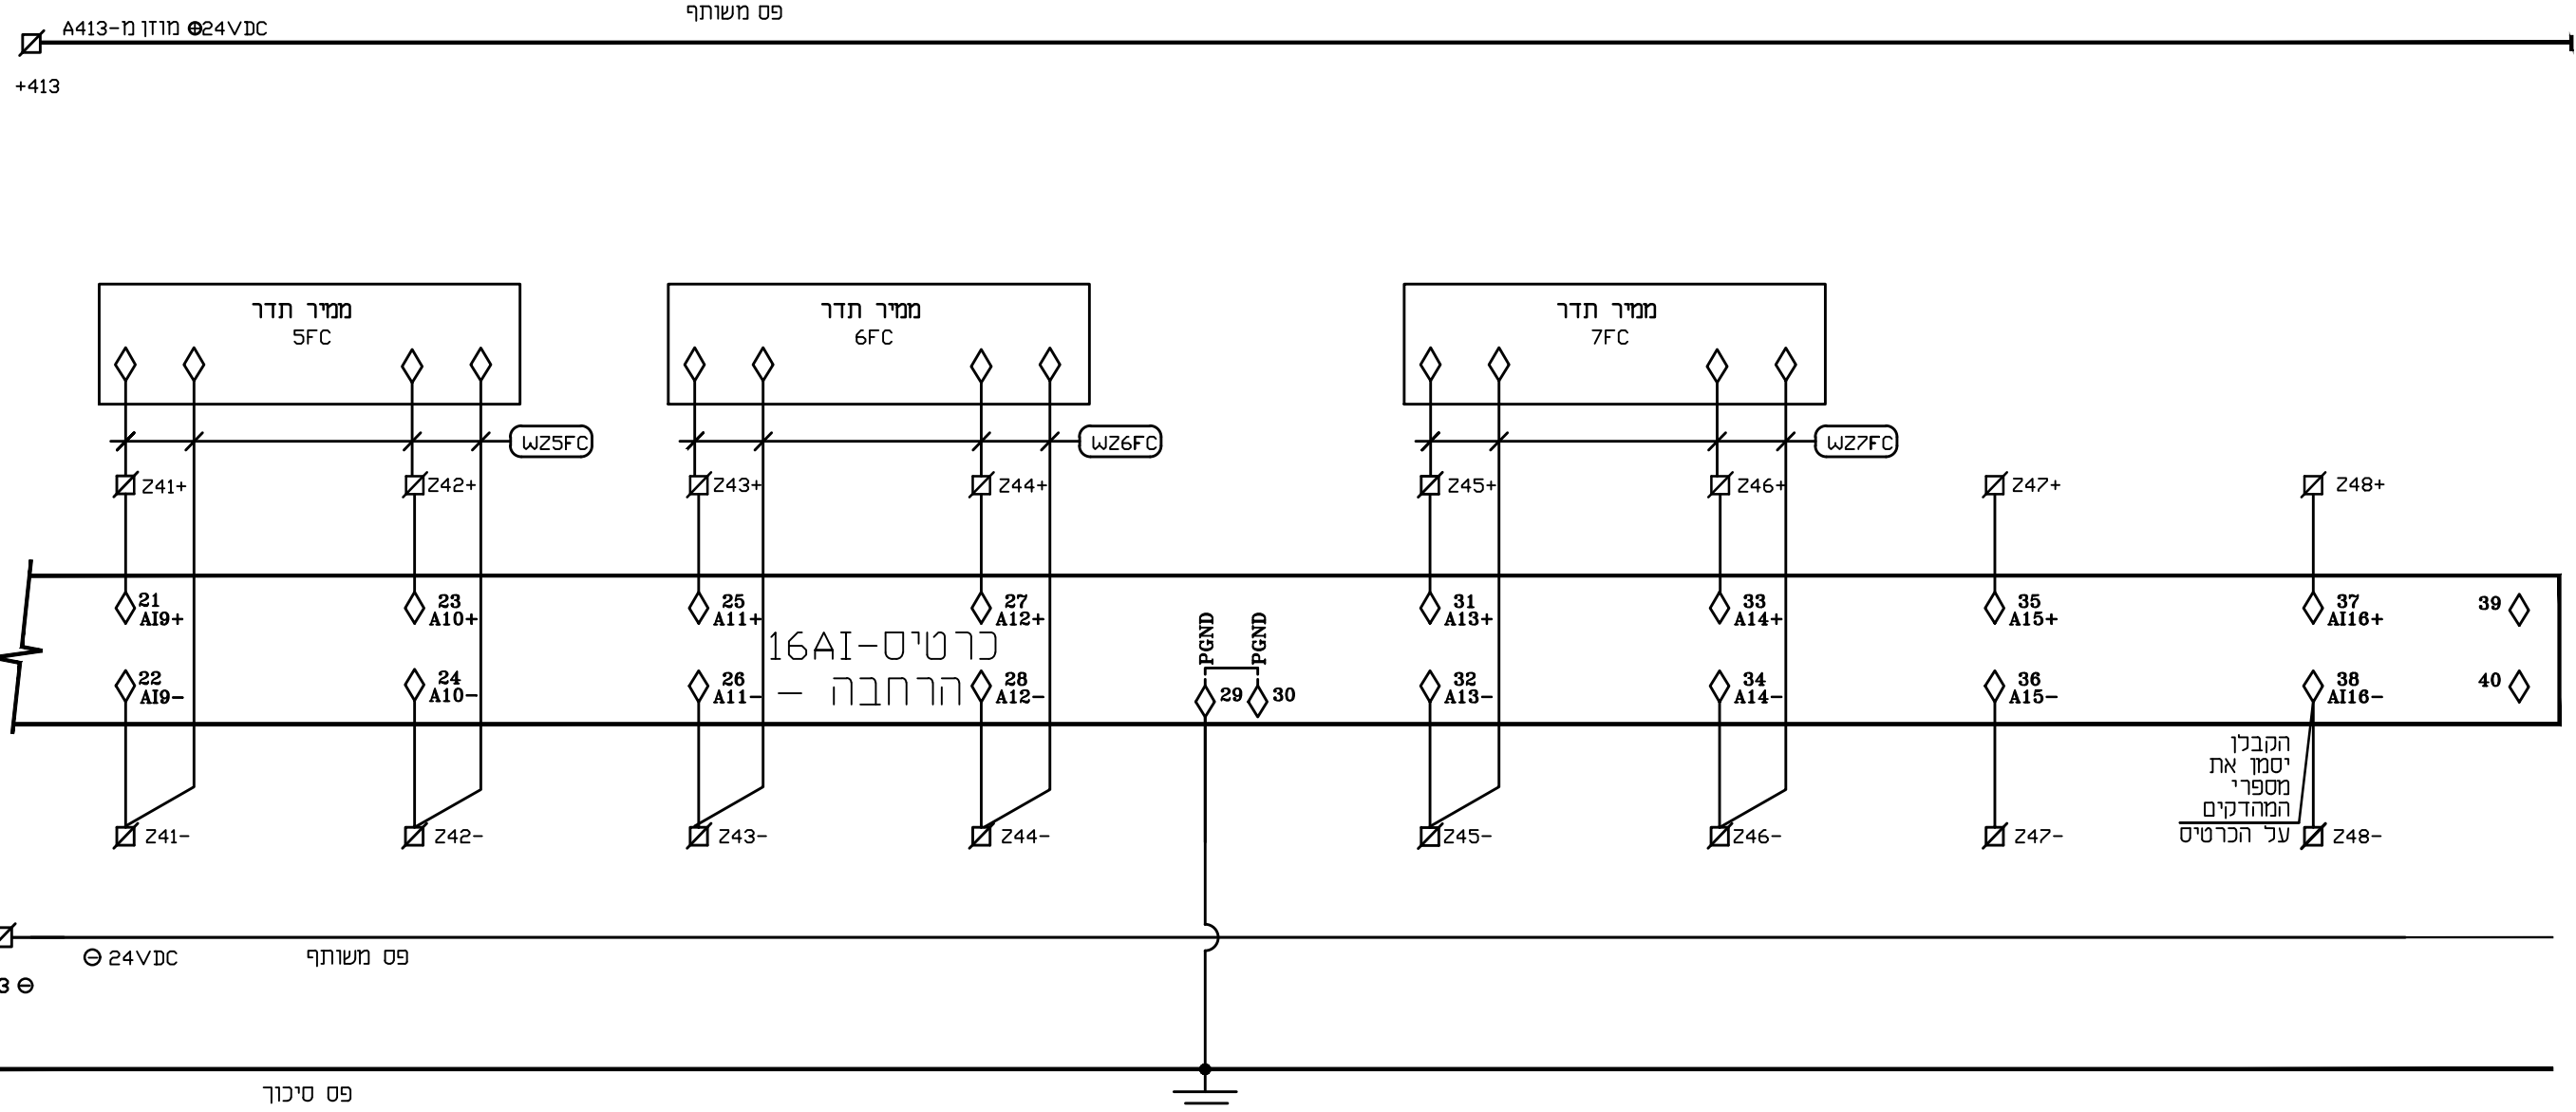 פס משותף
A413-מוזן מ ⊕24VDC
+413
ממיר תדר
5FC
ממיר תדר
6FC
ממיר תדר
7FC
WZ5FC
WZ6FC
WZ7FC
Z41+
Z42+
Z43+
Z44+
Z45+
Z46+
Z47+
Z48+
21
AI9+
23
A10+
25
A11+
27
A12+
PGND
PGND
31
A13+
33
A14+
35
A15+
37
AI16+
39
כרטיס-16AI
הרחבה -
22
AI9-
24
A10-
26
A11-
28
A12-
29
30
32
A13-
34
A14-
36
A15-
38
AI16-
40
הקבלן
יסמן את
מספרי
המהדקים
על הכרטיס
Z41-
Z42-
Z43-
Z44-
Z45-
Z46-
Z47-
Z48-
⊖ 24VDC
פס משותף
3 ⊖
פס סיכוך